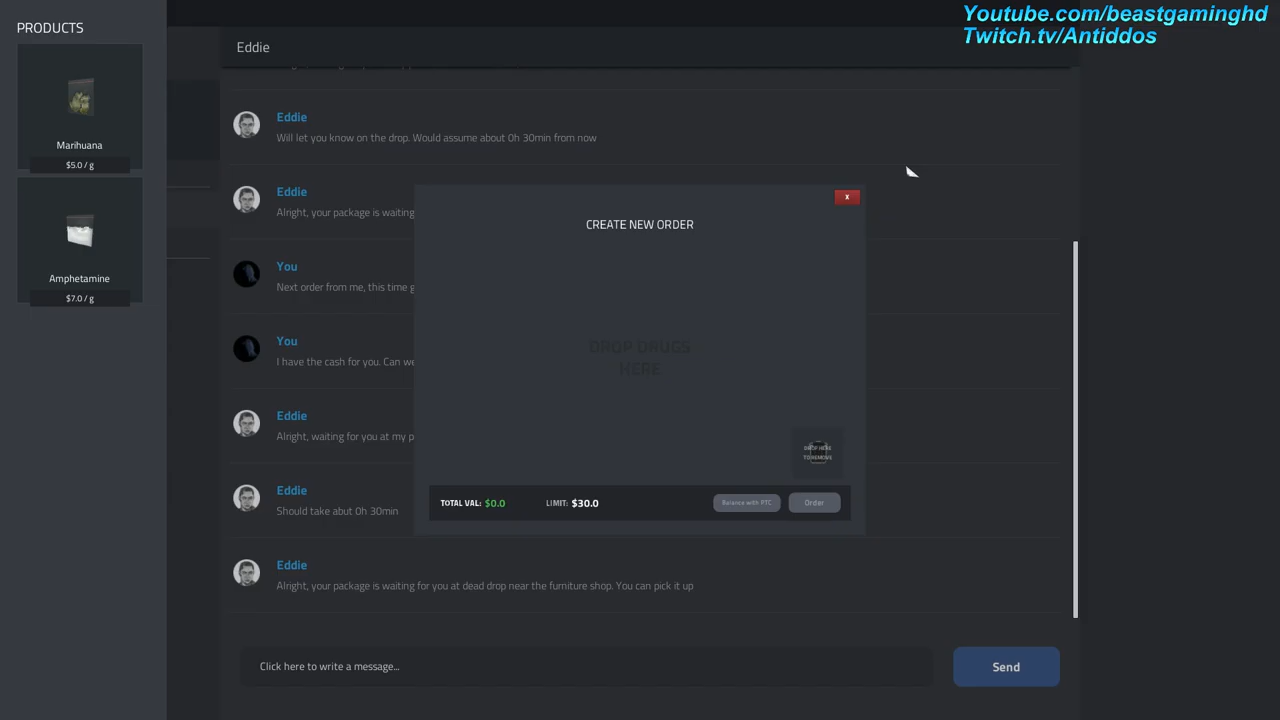 Youtube.com/beastgaminghd
Twitch.tv/Antiddos
PRODUCTS
Marihuana
$5.0 / g
Amphetamine
$7.0 / g
Eddie
Eddie
Will let you know on the drop. Would assume about 0h 30min from now
Eddie
Alright, your package is waiting
You
Next order from me, this time g
You
I have the cash for you. Can we
Eddie
Alright, waiting for you at my p
Eddie
Should take abut 0h 30min
Eddie
Alright, your package is waiting for you at dead drop near the furniture shop. You can pick it up
X
CREATE NEW ORDER
DROP DRUGS
HERE
DROP HERE
TO REMOVE
TOTAL VAL: $0.0
LIMIT: $30.0
Balance with PTC
Order
Click here to write a message...
Send